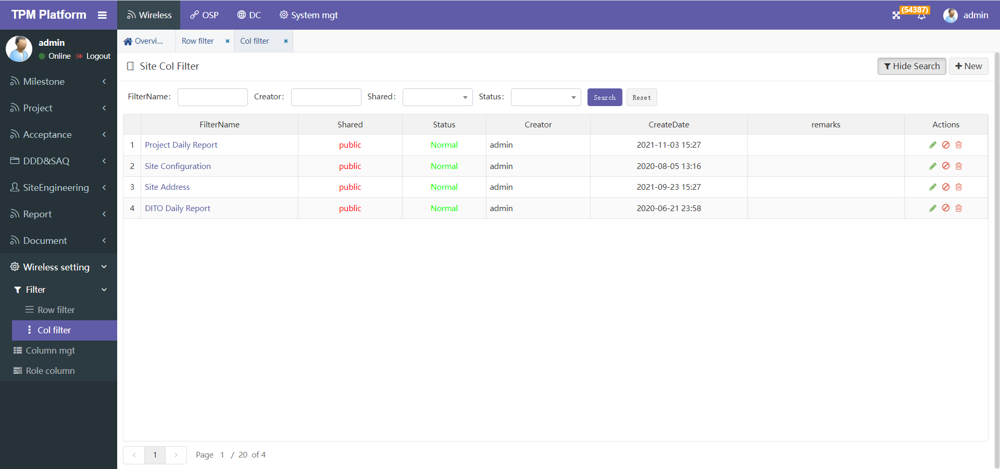 TPM Platform
Wireless
OSP
DC
System mgt
(54387)
admin
admin
Online
Logout
Milestone
Project
Acceptance
DDD&SAQ
SiteEngineering
Report
Document
Wireless setting
Filter
Row filter
Col filter
Column mgt
Role column
Overvi...
Row filter
Col filter
Site Col Filter
Hide Search
New
FilterName:
Creator:
Shared:
Status:
Search
Reset
FilterName Shared Status Creator CreateDate remarks Actions
1 Project Daily Report public Normal admin 2021-11-03 15:27
2 Site Configuration public Normal admin 2020-08-05 13:16
3 Site Address public Normal admin 2021-09-23 15:27
4 DITO Daily Report public Normal admin 2020-06-21 23:58
1
Page 1 / 20 of 4